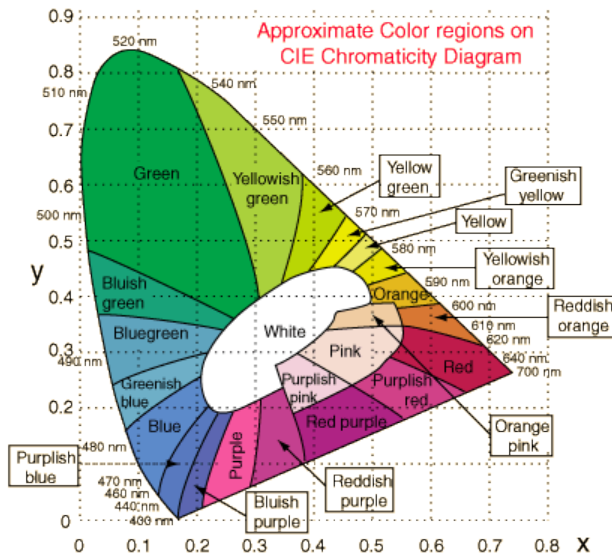 Approximate Color regions on
CIE Chromaticity Diagram
0.9
0.8
0.7
0.6
0.5
y
0.4
0.3
0.2
0.1
0
0
0.1
0.2
0.3
0.4
0.5
0.6
0.7
0.8
x
520 nm
510 nm
540 nm
550 nm
560 nm
570 nm
580 nm
590 nm
600 nm
610 nm
620 nm
640 nm
700 nm
500 nm
490 nm
480 nm
470 nm
460 nm
440 nm
400 nm
Green
Yellowish
green
Yellow
green
Greenish
yellow
Yellow
Yellowish
orange
Orange
Reddish
orange
Bluish
green
Bluegreen
Greenish
blue
Blue
White
Pink
Red
Purplish
pink
Purplish
red
Orange
pink
Red purple
Purple
Reddish
purple
Bluish
purple
Purplish
blue